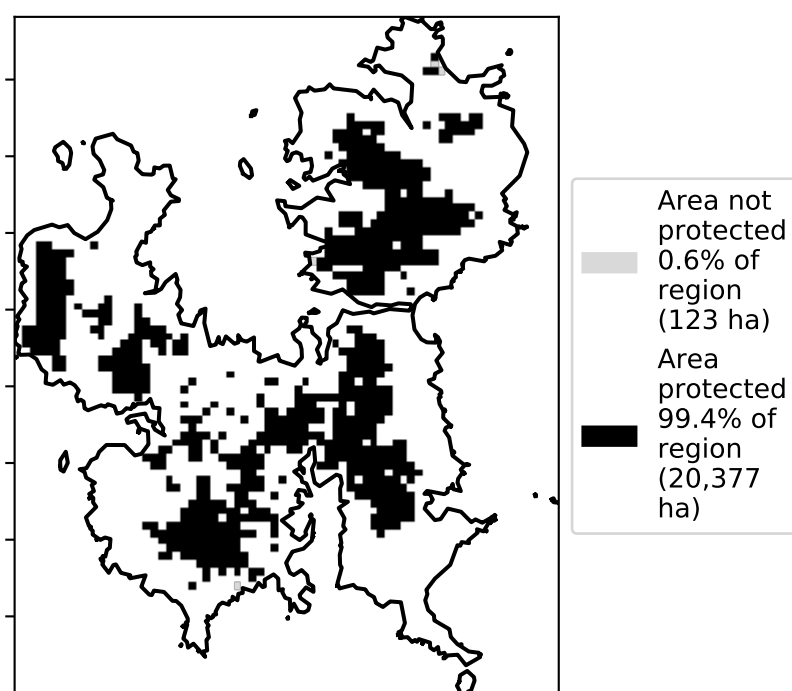 Area not
protected
0.6% of
region
(123 ha)
Area
protected
99.4% of
region
(20,377
ha)